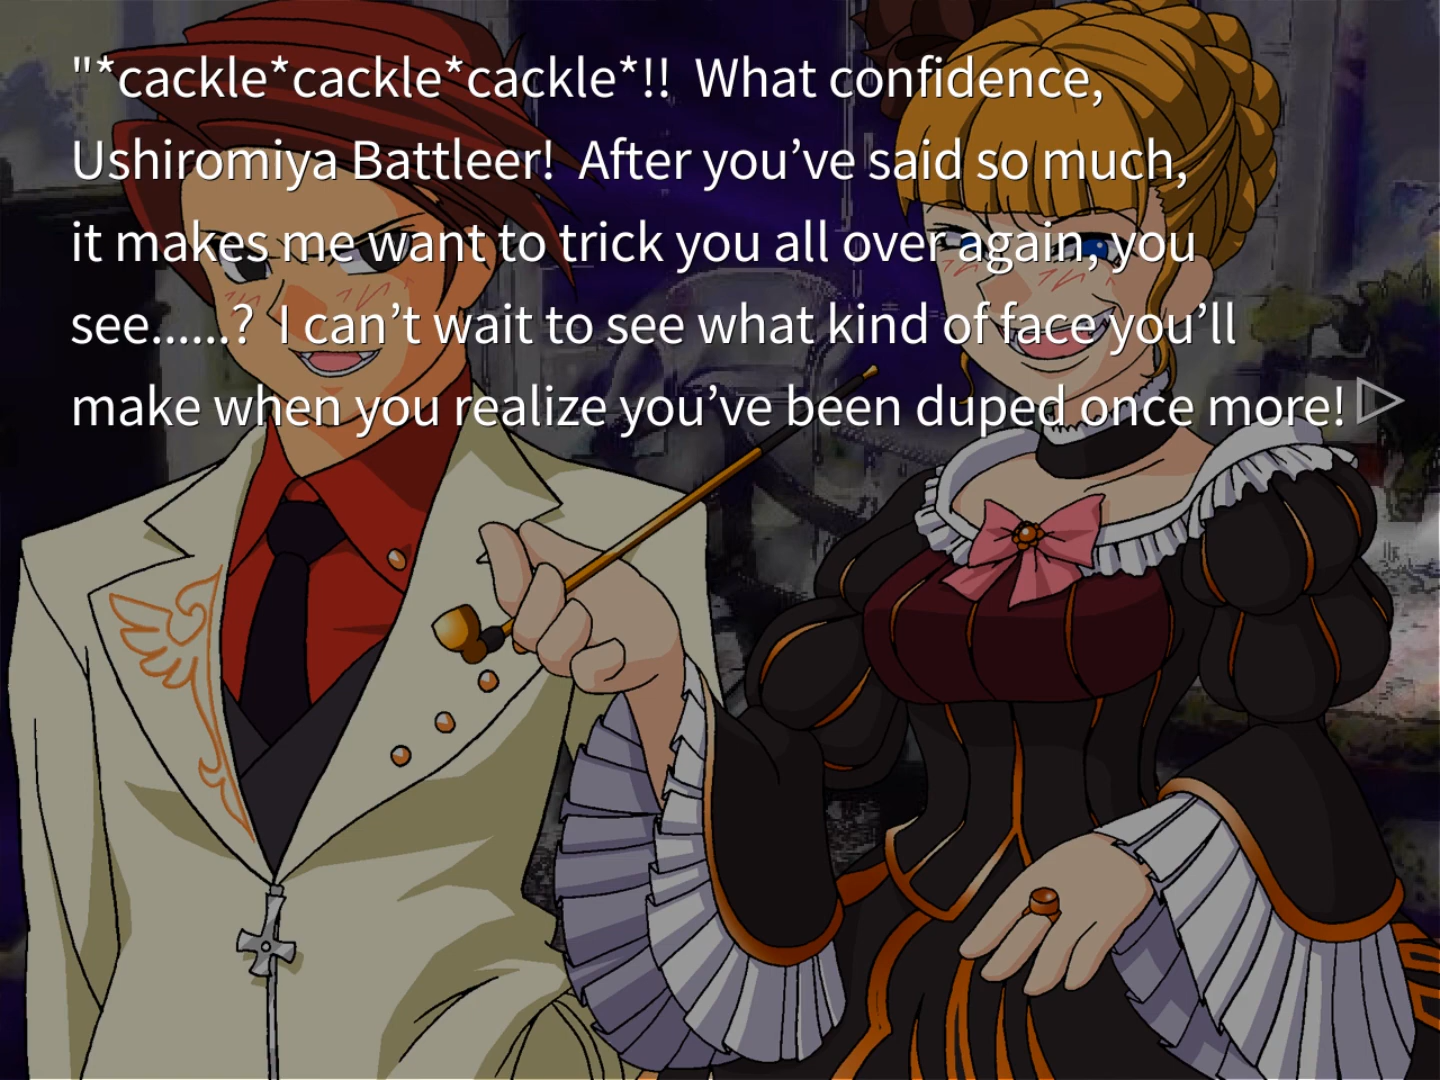 "*cackle*cackle*cackle*!!  What confidence,
Ushiromiya Battleer!  After you’ve said so much,
it makes me want to trick you all over again, you
see......?  I can’t wait to see what kind of face you’ll
make when you realize you’ve been duped once more!